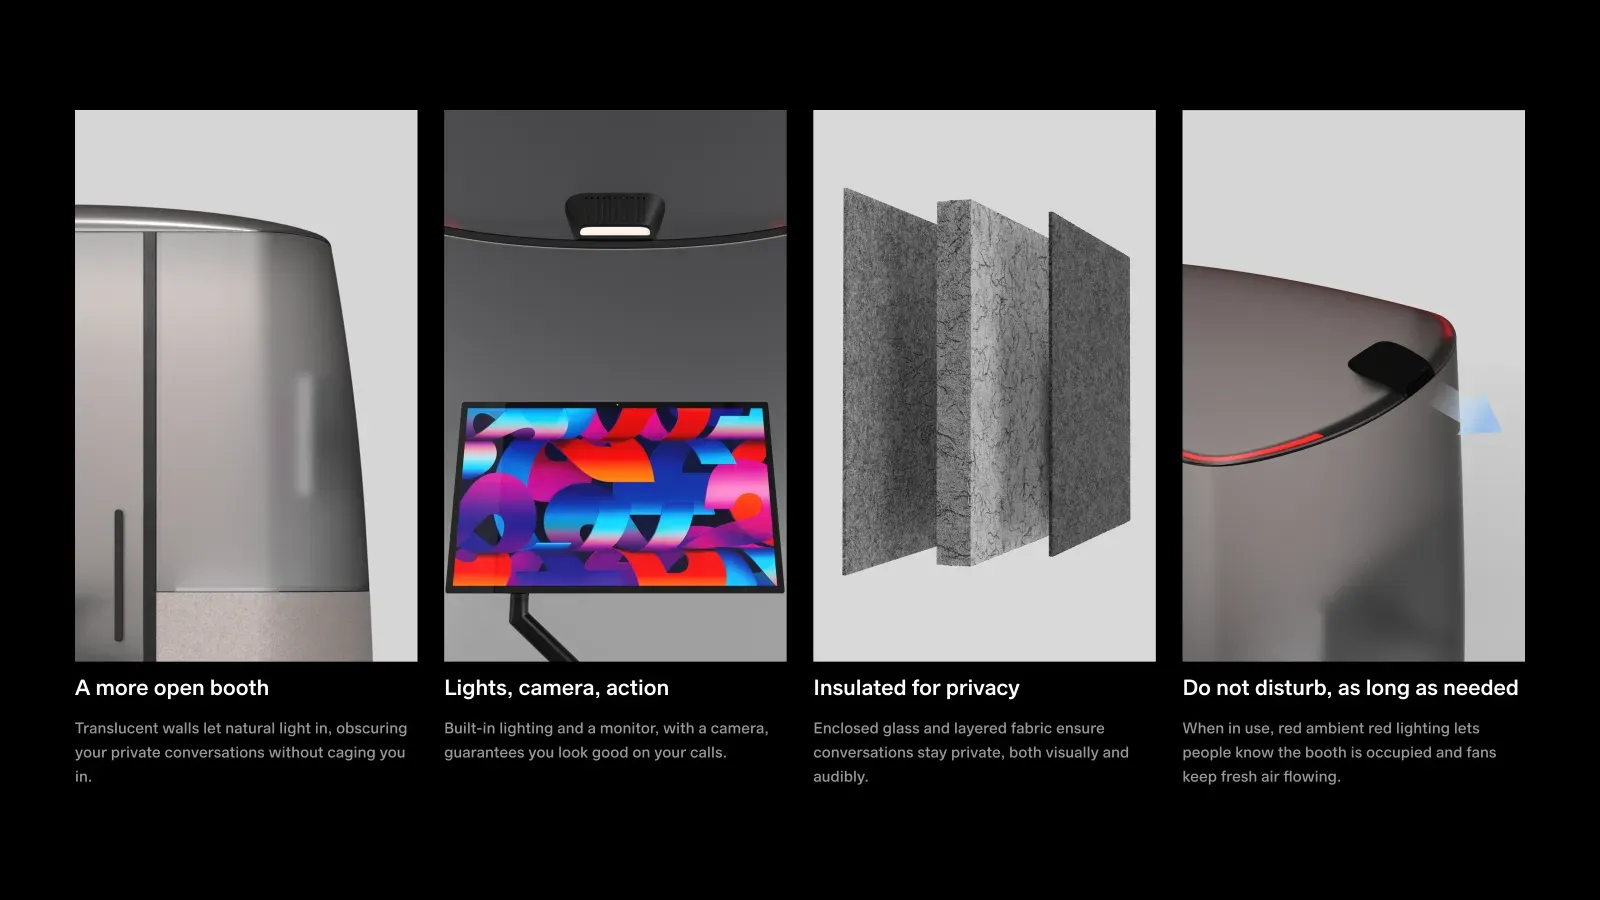 A more open booth
Translucent walls let natural light in, obscuring
your private conversations without caging you
in.
Lights, camera, action
Built-in lighting and a monitor, with a camera,
guarantees you look good on your calls.
Insulated for privacy
Enclosed glass and layered fabric ensure
conversations stay private, both visually and
audibly.
Do not disturb, as long as needed
When in use, red ambient red lighting lets
people know the booth is occupied and fans
keep fresh air flowing.